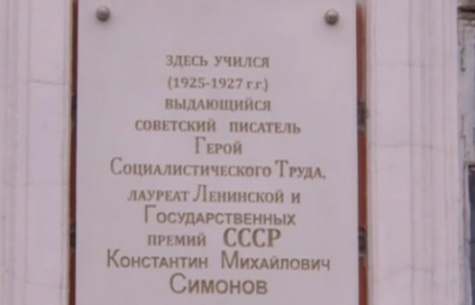 ЗДЕСЬ УЧИЛСЯ
(1925-1927 г.г.)
ВЫДАЮЩИЙСЯ
СОВЕТСКИЙ ПИСАТЕЛЬ
ГЕРОЙ
СОЦИАЛИСТИЧЕСКОГО ТРУДА,
ЛАУРЕАТ ЛЕНИНСКОЙ И
ГОСУДАРСТВЕННЫХ
ПРЕМИЙ СССР
КОНСТАНТИН МИХАЙЛОВИЧ
СИМОНОВ